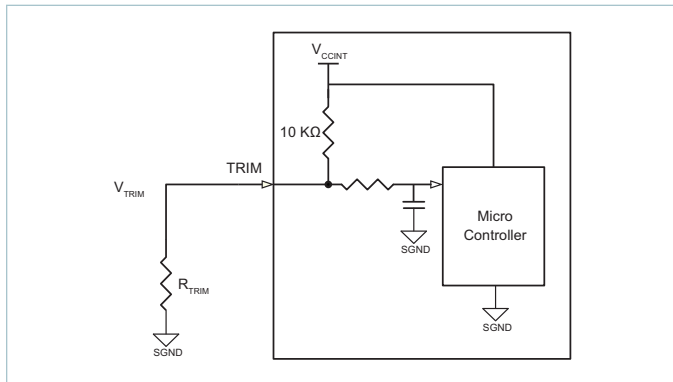 VCCINT
10 KΩ
TRIM
VTRIM
Micro
Controller
SGND
RTRIM
SGND
SGND